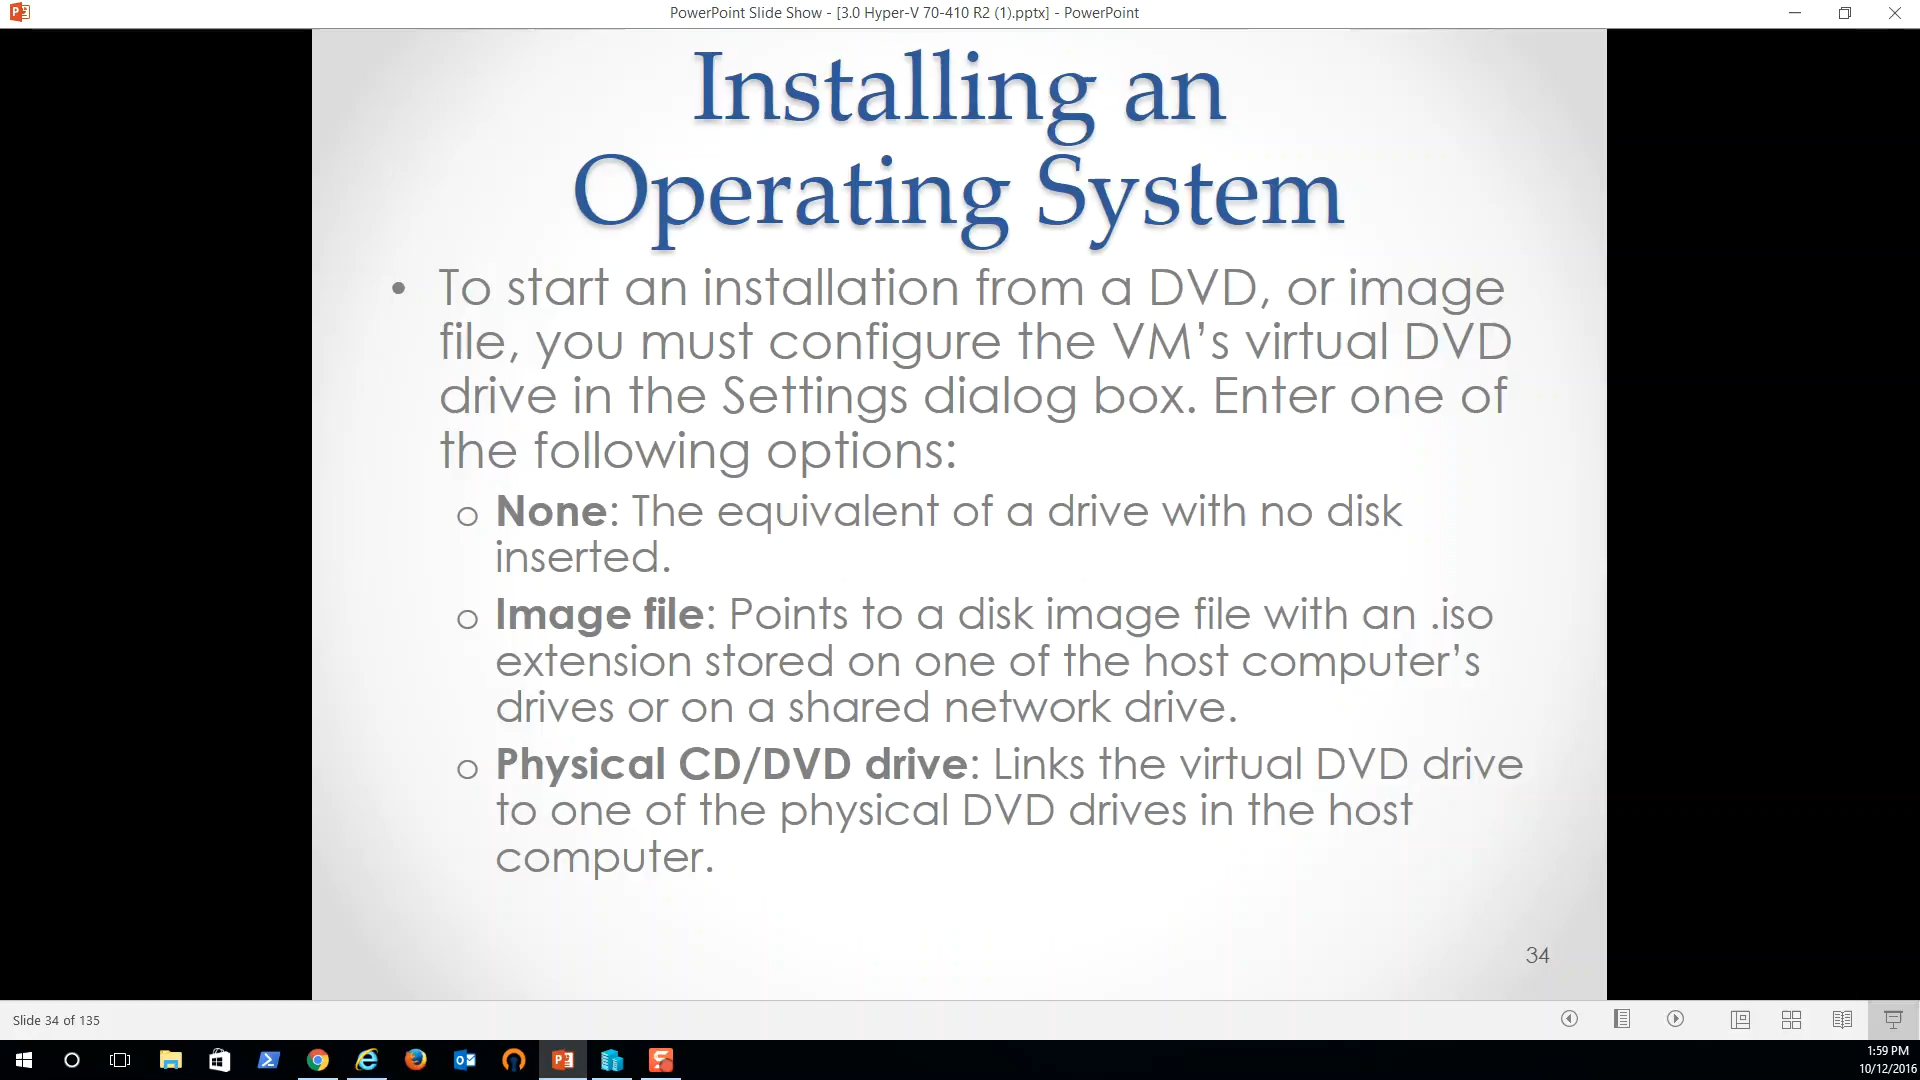 PowerPoint Slide Show - [3.0 Hyper-V 70-410 R2 (1).pptx] - PowerPoint
Installing an
Operating System
• To start an installation from a DVD, or image
file, you must configure the VM’s virtual DVD
drive in the Settings dialog box. Enter one of
the following options:
o None: The equivalent of a drive with no disk
inserted.
o Image file: Points to a disk image file with an .iso
extension stored on one of the host computer’s
drives or on a shared network drive.
o Physical CD/DVD drive: Links the virtual DVD drive
to one of the physical DVD drives in the host
computer.
34
Slide 34 of 135
1:59 PM
10/12/2016